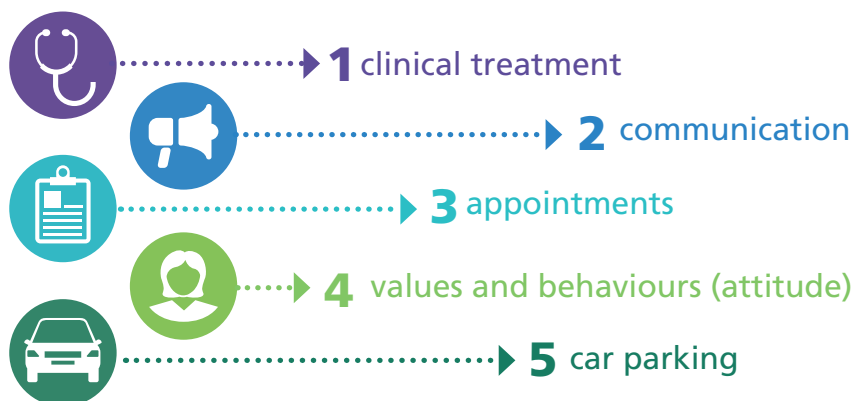 1 clinical treatment
2 communication
3 appointments
4 values and behaviours (attitude)
5 car parking